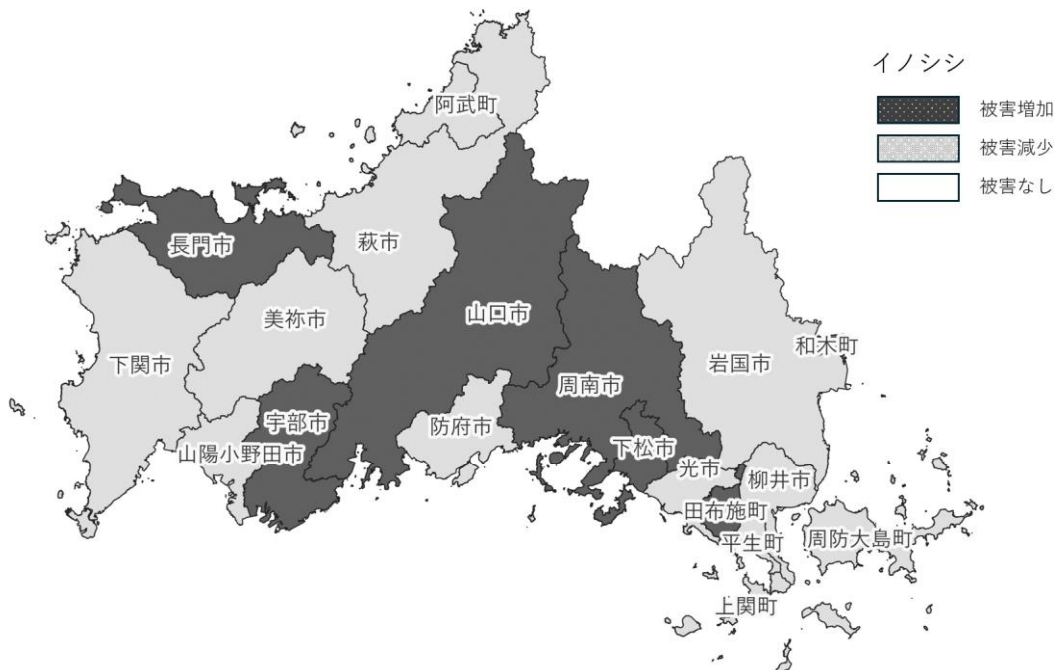 イノシシ
被害増加
被害減少
被害なし
阿武町
萩市
長門市
山口市
美祢市
下関市
和木町
岩国市
周南市
宇部市
防府市
下松市
山陽小野田市
光市
柳井市
田布施町
周防大島町
平生町
上関町